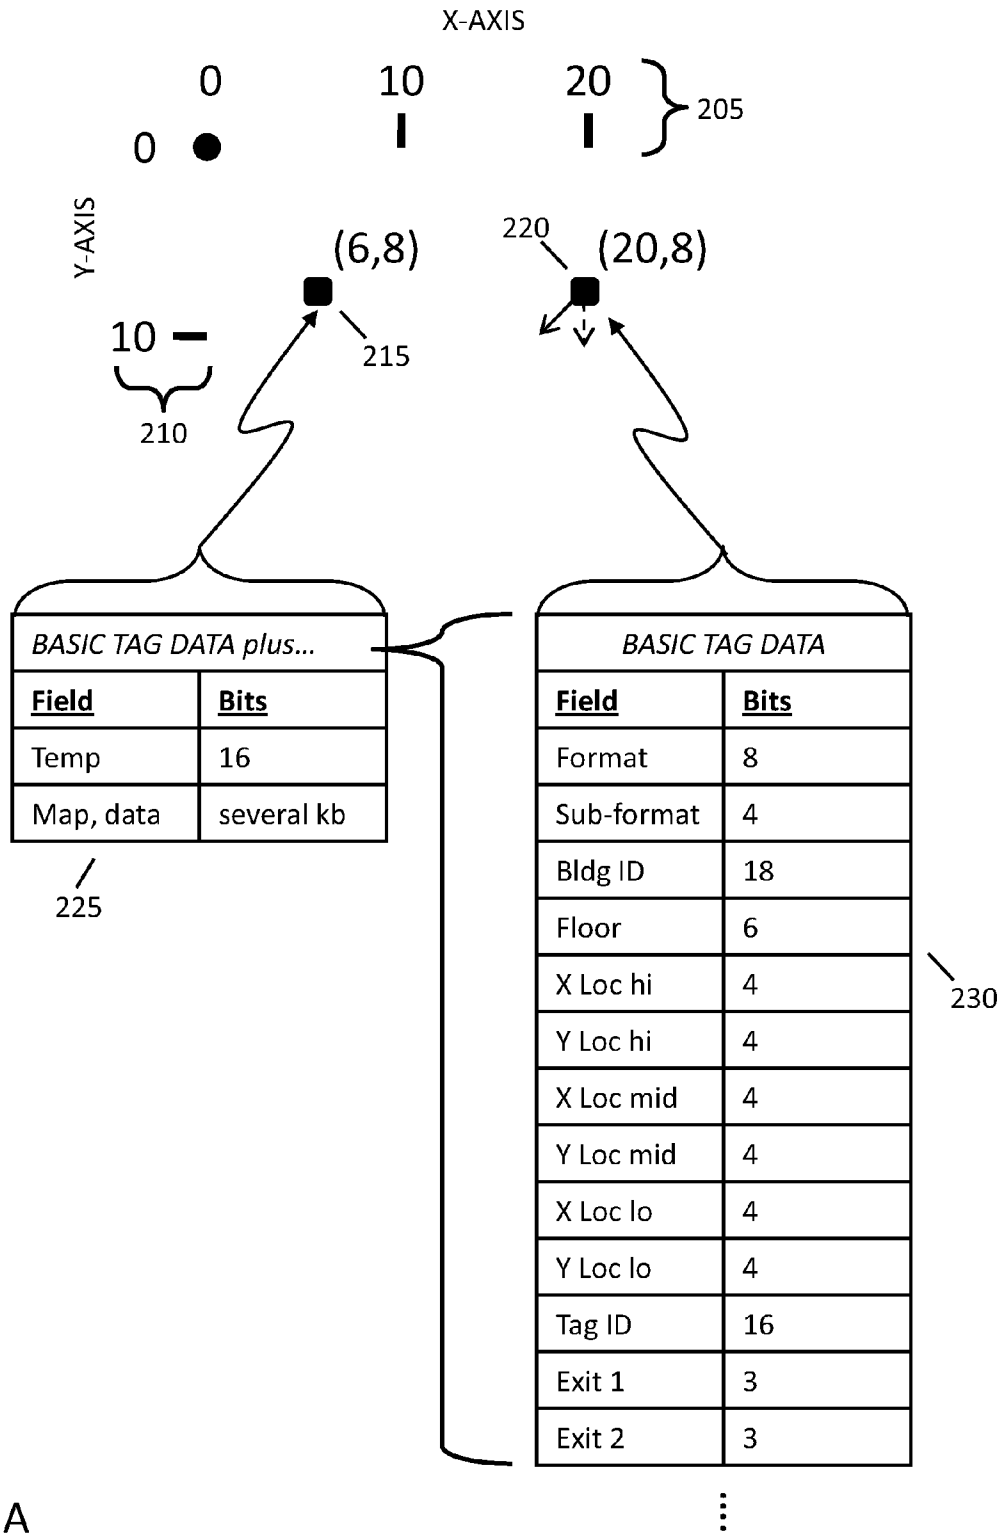 X-AXIS
0 10 20
205
0
Y-AXIS
220
(6,8) (20,8)
10
215
210
BASIC TAG DATA plus...
Field Bits
Temp 16
Map, data several kb
225
BASIC TAG DATA
Field Bits
Format 8
Sub-format 4
Bldg ID 18
Floor 6
X Loc hi 4
Y Loc hi 4
X Loc mid 4
Y Loc mid 4
X Loc lo 4
Y Loc lo 4
Tag ID 16
Exit 1 3
Exit 2 3
230
A